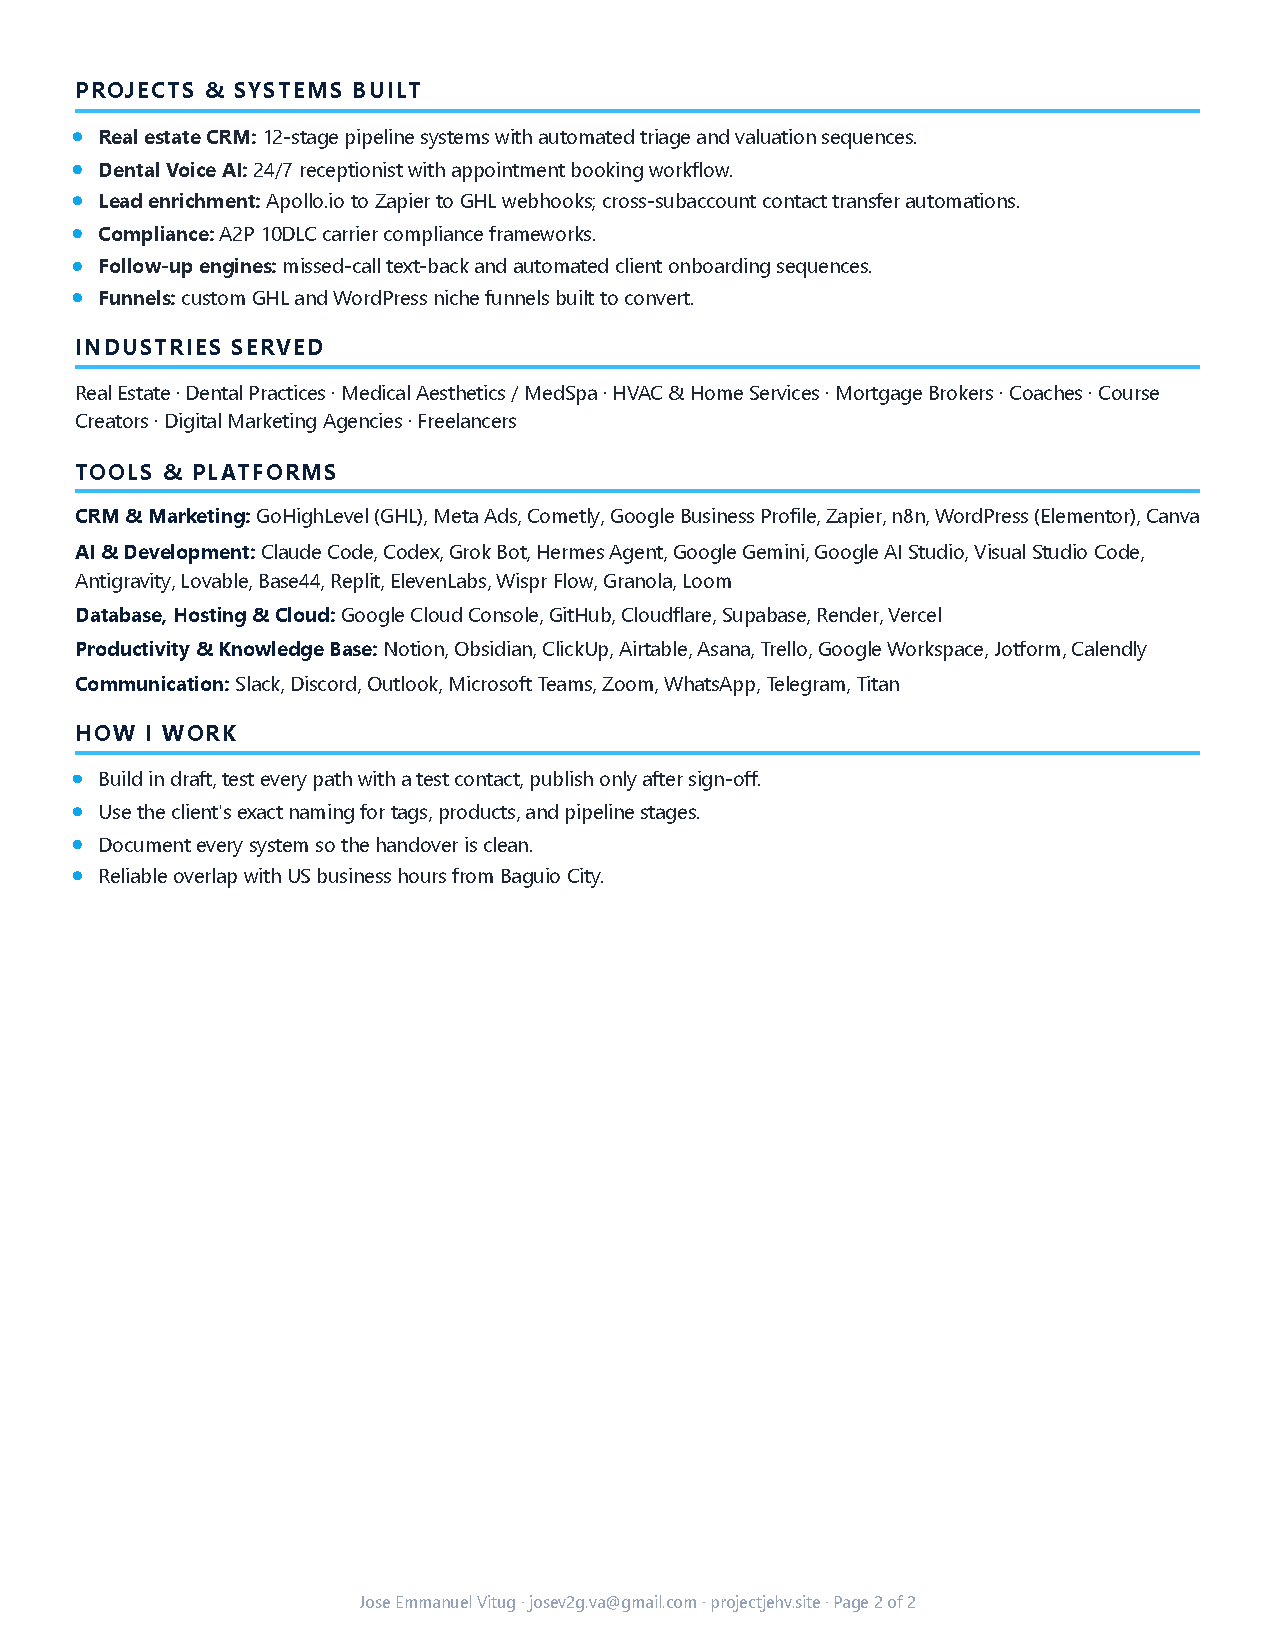 PROJECTS & SYSTEMS BUILT
Real estate CRM: 12-stage pipeline systems with automated triage and valuation sequences.
Dental Voice AI: 24/7 receptionist with appointment booking workflow.
Lead enrichment: Apollo.io to Zapier to GHL webhooks; cross-subaccount contact transfer automations.
Compliance: A2P 10DLC carrier compliance frameworks.
Follow-up engines: missed-call text-back and automated client onboarding sequences.
Funnels: custom GHL and WordPress niche funnels built to convert.
INDUSTRIES SERVED
Real Estate · Dental Practices · Medical Aesthetics / MedSpa · HVAC & Home Services · Mortgage Brokers · Coaches · Course
Creators · Digital Marketing Agencies · Freelancers
TOOLS & PLATFORMS
CRM & Marketing: GoHighLevel (GHL), Meta Ads, Cometly, Google Business Profile, Zapier, n8n, WordPress (Elementor), Canva
AI & Development: Claude Code, Codex, Grok Bot, Hermes Agent, Google Gemini, Google AI Studio, Visual Studio Code,
Antigravity, Lovable, Base44, Replit, ElevenLabs, Wispr Flow, Granola, Loom
Database, Hosting & Cloud: Google Cloud Console, GitHub, Cloudflare, Supabase, Render, Vercel
Productivity & Knowledge Base: Notion, Obsidian, ClickUp, Airtable, Asana, Trello, Google Workspace, Jotform, Calendly
Communication: Slack, Discord, Outlook, Microsoft Teams, Zoom, WhatsApp, Telegram, Titan
HOW I WORK
Build in draft, test every path with a test contact, publish only after sign-off.
Use the client's exact naming for tags, products, and pipeline stages.
Document every system so the handover is clean.
Reliable overlap with US business hours from Baguio City.
Jose Emmanuel Vitug · josev2g.va@gmail.com · projectjehv.site · Page 2 of 2